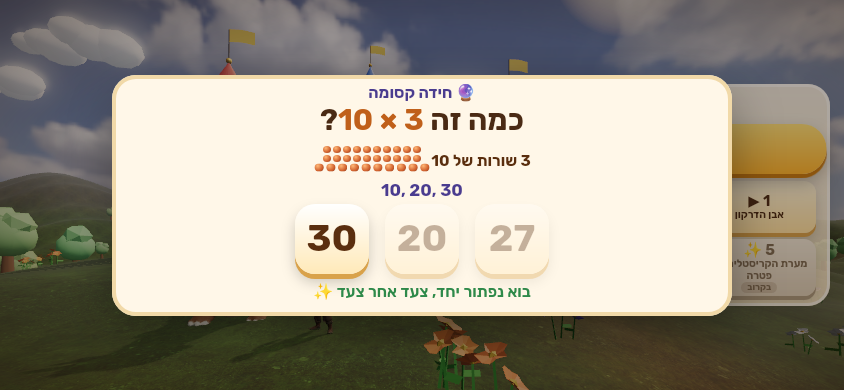 🔮 חידה קסומה
כמה זה 3 × 10?
3 שורות של 10
10, 20, 30
30 20 27
בוא נפתור יחד, צעד אחר צעד ✨
1 ▶
אבן הדרקון
5 ✨
מערת הקריסטלי
פטרה
בקרוב